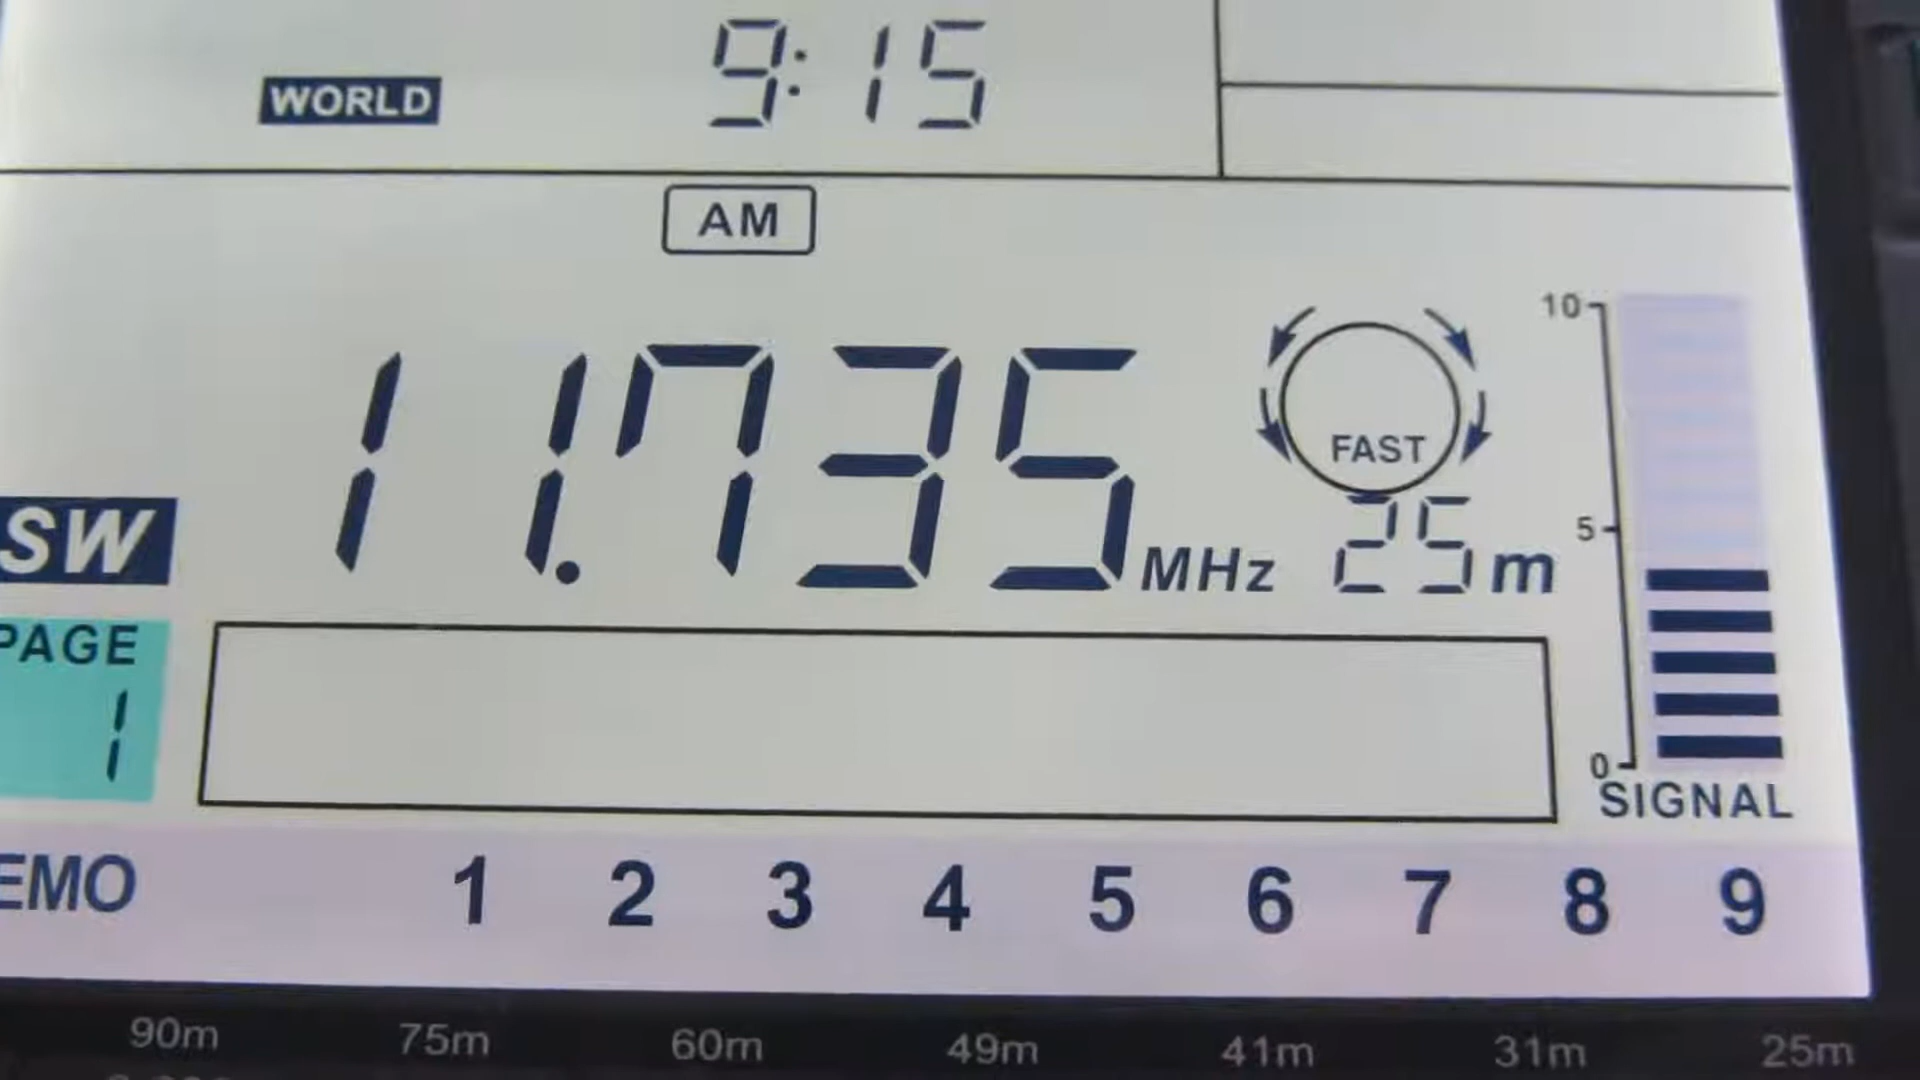 WORLD 9:15
AM
10
FAST
SW 11.735 MHz 25 m 5
PAGE
1
0
SIGNAL
EMO 1 2 3 4 5 6 7 8 9
90m 75m 60m 49m 41m 31m 25m